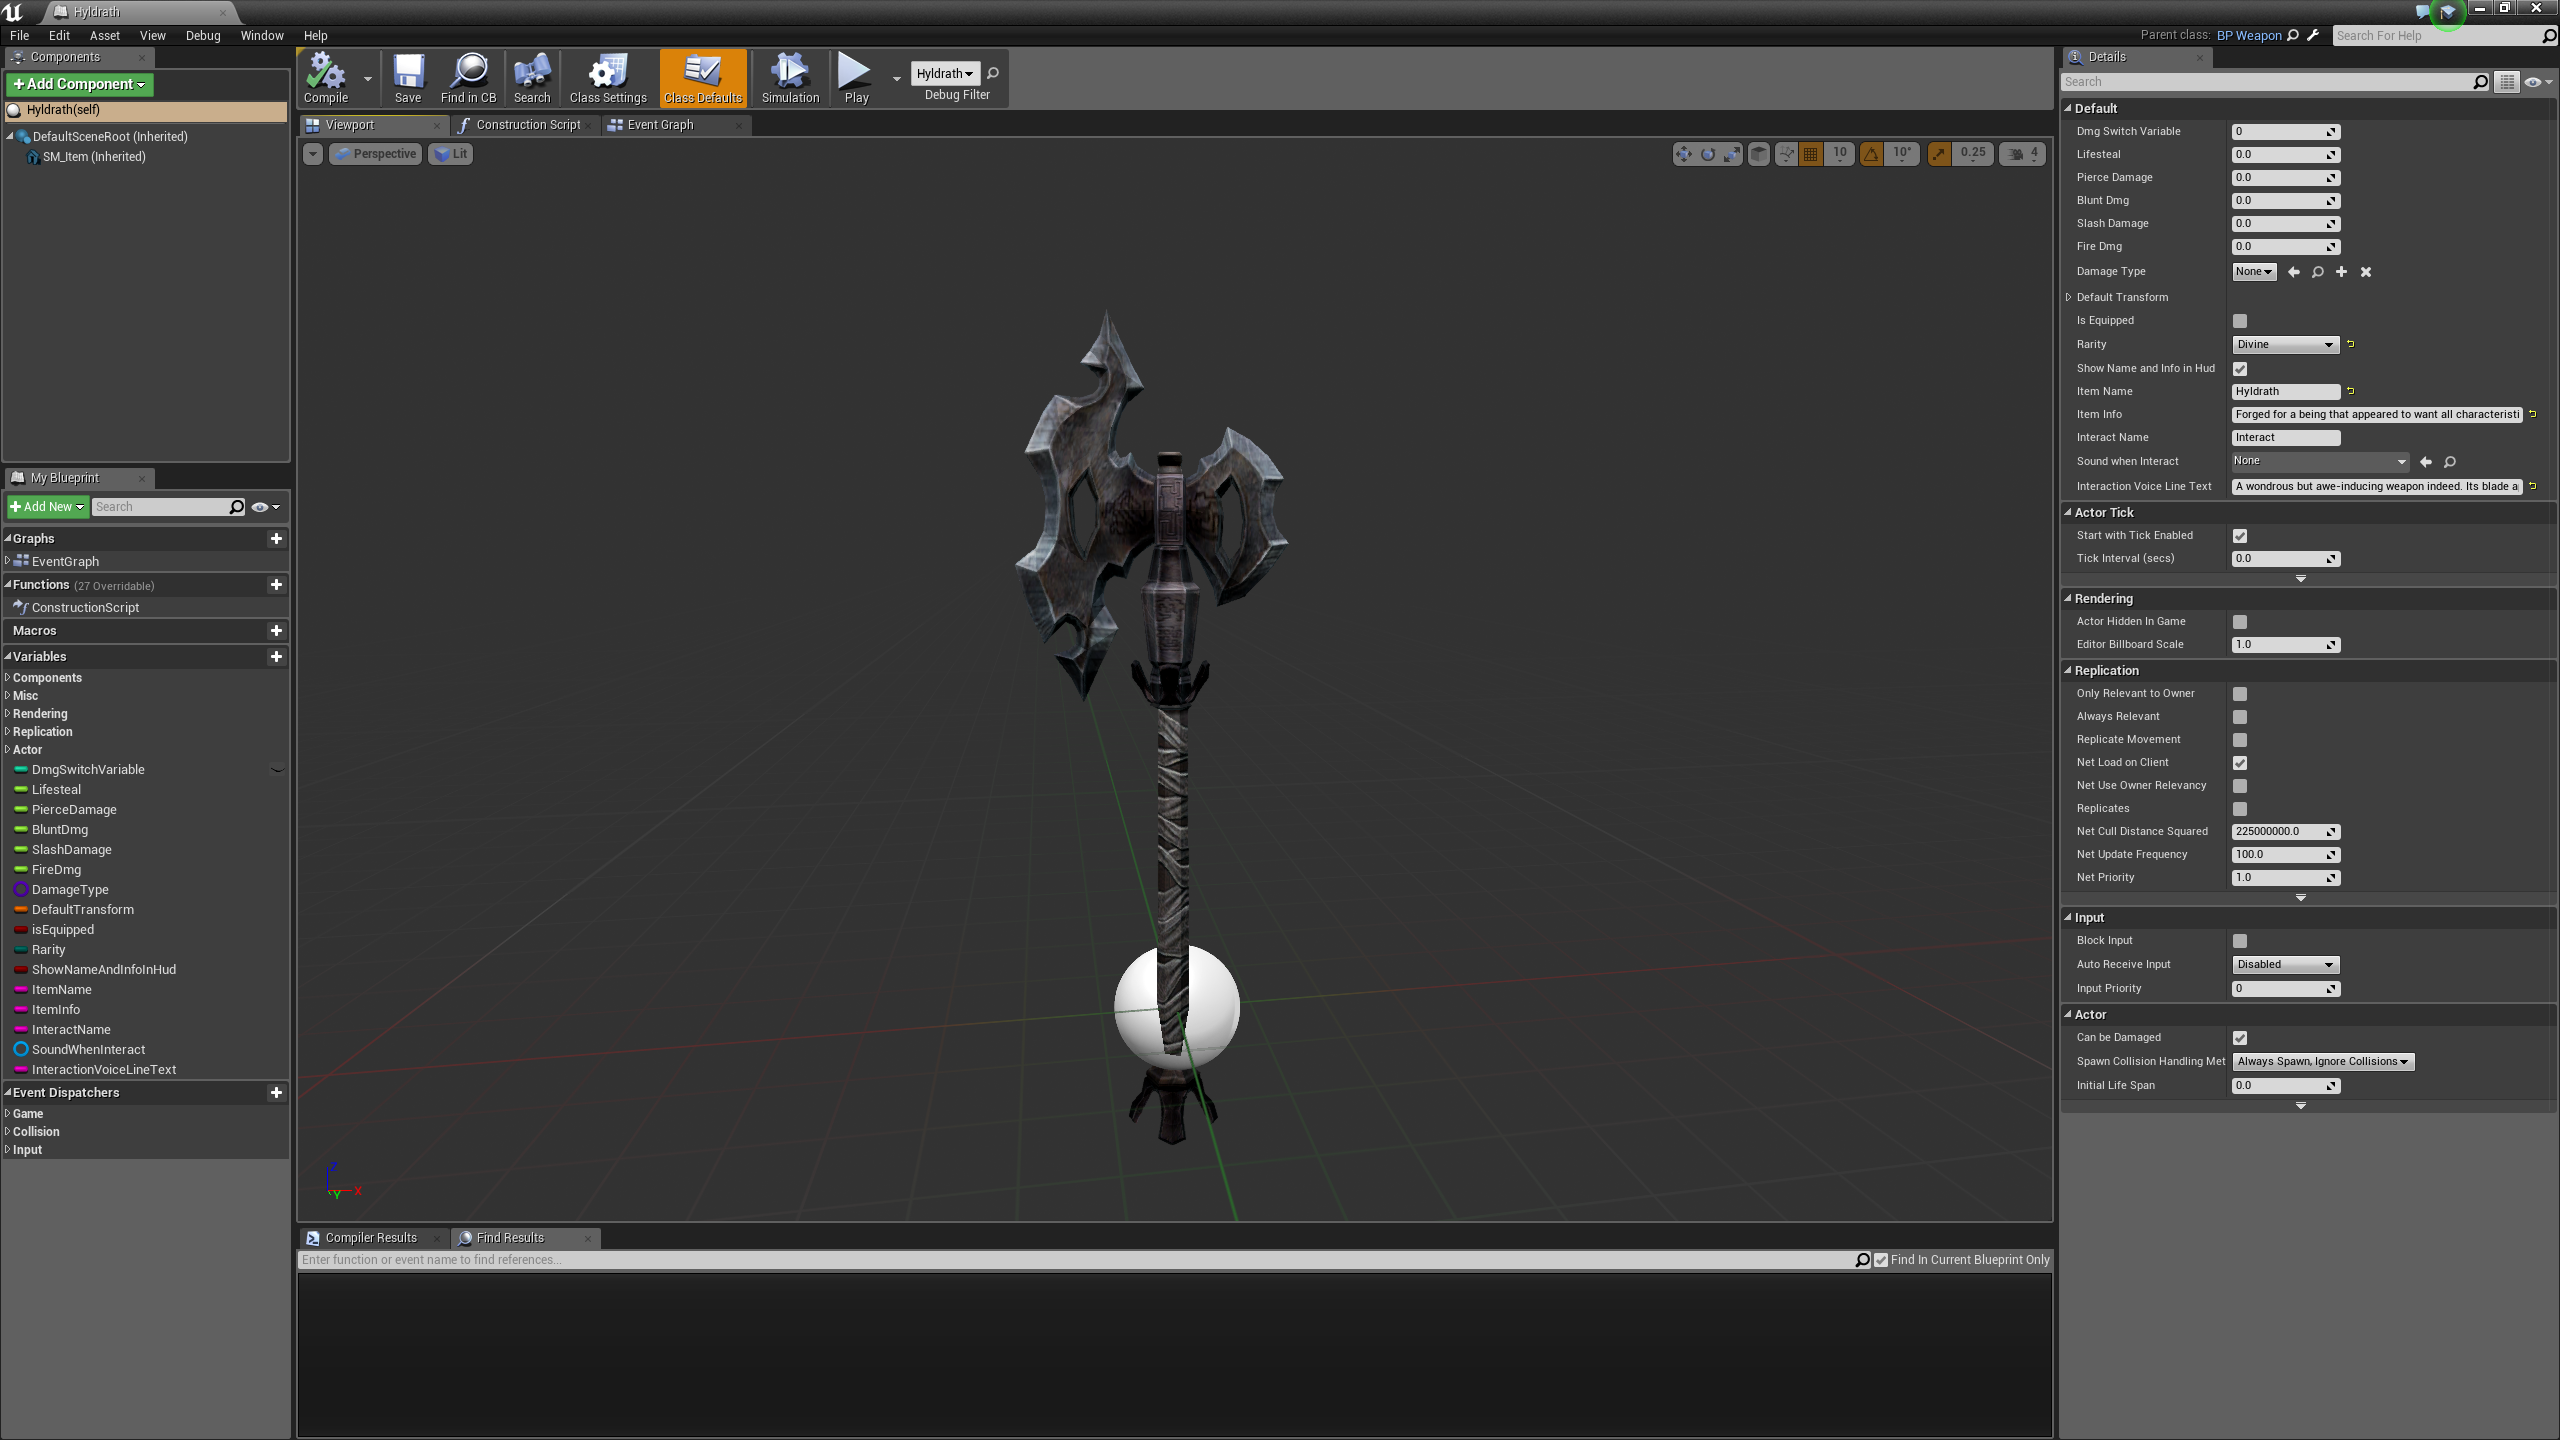 Hyldrath
File Edit Asset View Debug Window Help
Parent class: BP Weapon
Search For Help
Components
+Add Component
Hyldrath(self)
DefaultSceneRoot (Inherited)
SM_Item (Inherited)
My Blueprint
+Add New
Search
Graphs
EventGraph
Functions (27 Overridable)
ConstructionScript
Macros
Variables
Components
Misc
Rendering
Replication
Actor
DmgSwitchVariable
Lifesteal
PierceDamage
BluntDmg
SlashDamage
FireDmg
DamageType
DefaultTransform
isEquipped
Rarity
ShowNameAndInfoInHud
ItemName
ItemInfo
InteractName
SoundWhenInteract
InteractionVoiceLineText
Event Dispatchers
Game
Collision
Input
Compile Save Find in CB Search Class Settings Class Defaults Simulation Play
Hyldrath
Debug Filter
Viewport Construction Script Event Graph
Perspective Lit
10 10° 0.25 4
Z
Y X
Compiler Results Find Results
Enter function or event name to find references...
Find In Current Blueprint Only
Details
Search
Default
Dmg Switch Variable 0
Lifesteal 0.0
Pierce Damage 0.0
Blunt Dmg 0.0
Slash Damage 0.0
Fire Dmg 0.0
Damage Type None
Default Transform
Is Equipped
Rarity Divine
Show Name and Info in Hud
Item Name Hyldrath
Item Info Forged for a being that appeared to want all characteristi
Interact Name Interact
Sound when Interact None
Interaction Voice Line Text A wondrous but awe-inducing weapon indeed. Its blade a
Actor Tick
Start with Tick Enabled
Tick Interval (secs) 0.0
Rendering
Actor Hidden In Game
Editor Billboard Scale 1.0
Replication
Only Relevant to Owner
Always Relevant
Replicate Movement
Net Load on Client
Net Use Owner Relevancy
Replicates
Net Cull Distance Squared 225000000.0
Net Update Frequency 100.0
Net Priority 1.0
Input
Block Input
Auto Receive Input Disabled
Input Priority 0
Actor
Can be Damaged
Spawn Collision Handling Met Always Spawn, Ignore Collisions
Initial Life Span 0.0